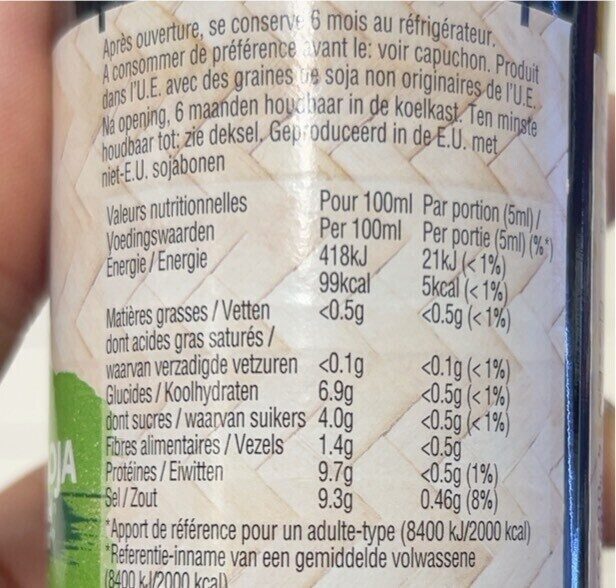 Après ouverture, se conserve 6 mois au réfrigérateur.
A consommer de préférence avant le: voir capuchon. Produit
dans l'U.E. avec des graines de soja non originaires de l'U.E.
Na opening, 6 maanden houdbaar in de koelkast. Ten minste
houdbaar tot: zie deksel. Geproduceerd in de E.U. met
niet-E.U. sojabonen
Valeurs nutritionnelles Pour 100ml Par portion (5ml) /
Voedingswaarden Per 100ml Per portie (5ml) (%*)
Énergie / Energie 418kJ 21kJ (<1%)
99kcal 5kcal (<1%)
Matières grasses / Vetten <0.5g <0.5g (<1%)
dont acides gras saturés /
waarvan verzadigde vetzuren <0.1g <0.1g (<1%)
Glucides / Koolhydraten 6.9g <0.5g (<1%)
dont sucres / waarvan suikers 4.0g <0.5g (<1%)
Fibres alimentaires / Vezels 1.4g <0.5g
Protéines / Eiwitten 9.7g <0.5g (1%)
Sel / Zout 9.3g 0.46g (8%)
*Apport de référence pour un adulte-type (8400 kJ/2000 kcal)
*Referentie-inname van een gemiddelde volwassene
(8400 kJ/2000 kcal)